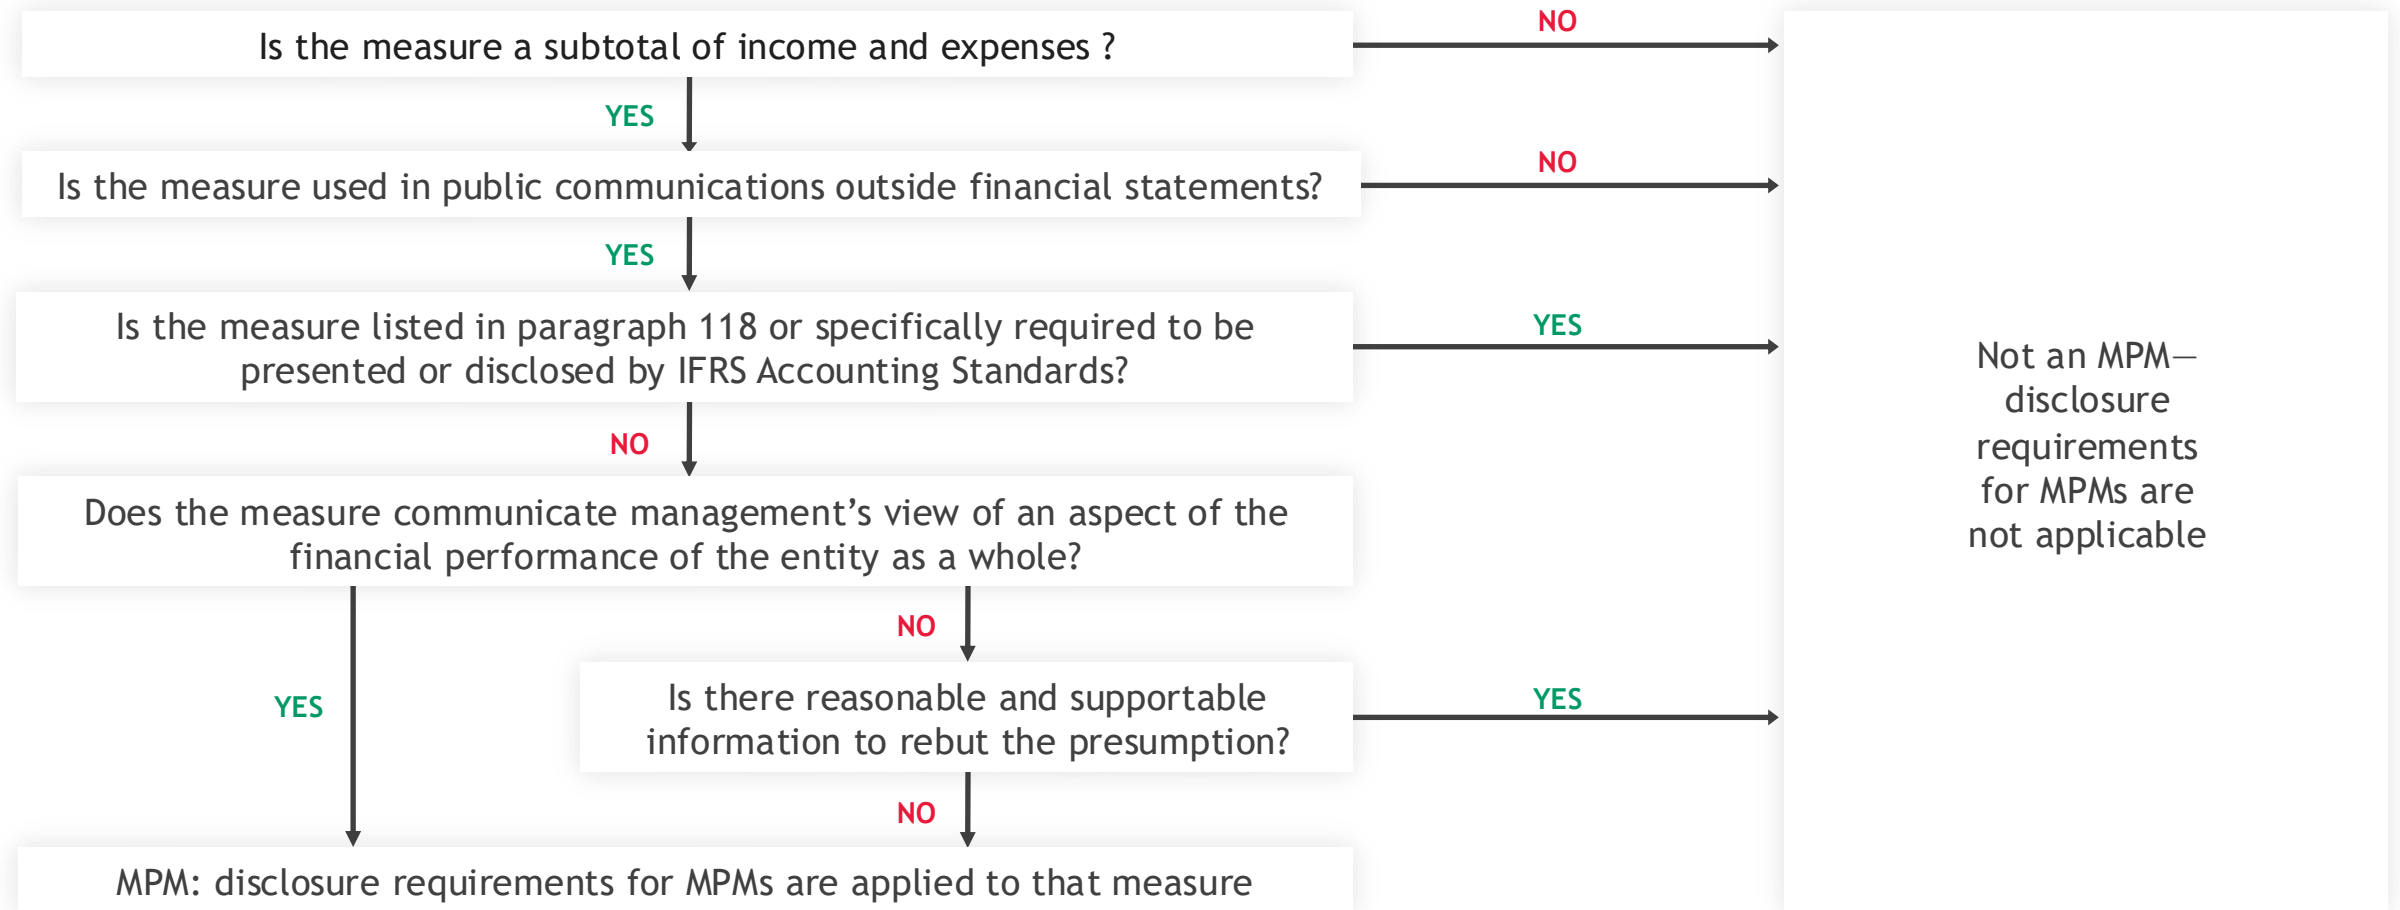 Is the measure a subtotal of income and expenses ?
NO
YES
Is the measure used in public communications outside financial statements?
NO
YES
Is the measure listed in paragraph 118 or specifically required to be
presented or disclosed by IFRS Accounting Standards?
YES
NO
Does the measure communicate management’s view of an aspect of the
financial performance of the entity as a whole?
NO
YES
Is there reasonable and supportable
information to rebut the presumption?
YES
NO
MPM: disclosure requirements for MPMs are applied to that measure
Not an MPM—
disclosure
requirements
for MPMs are
not applicable